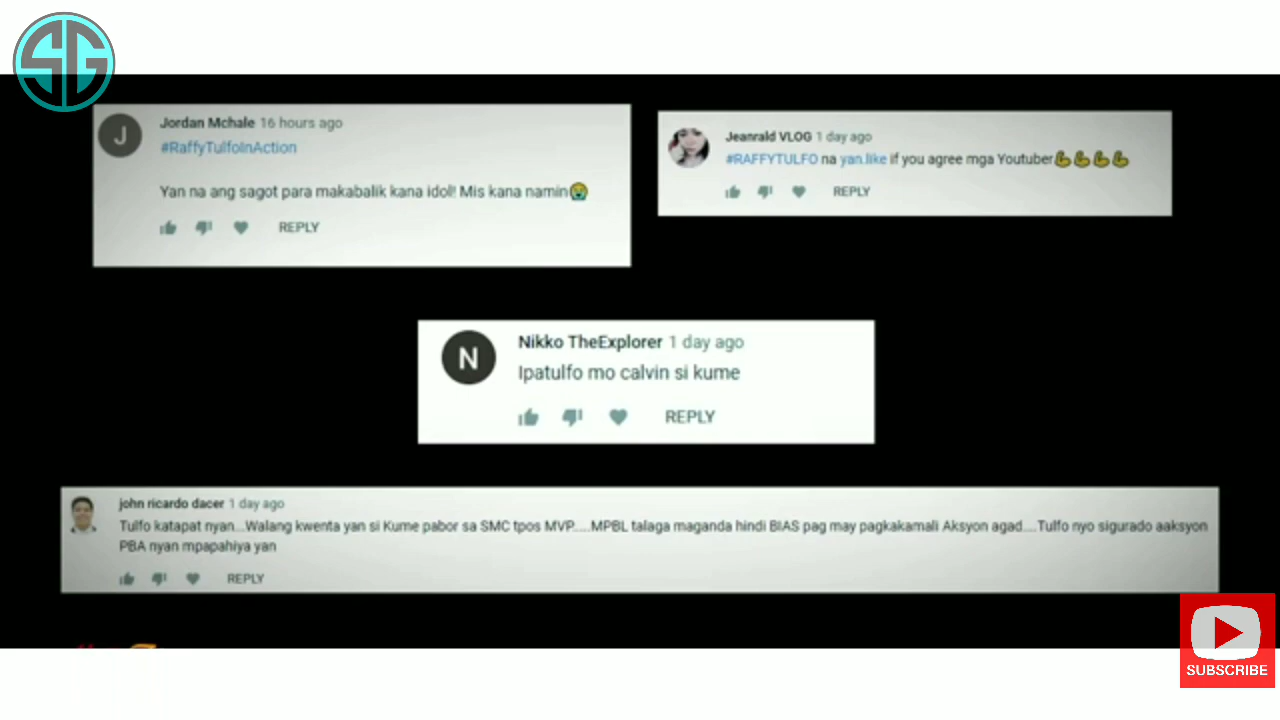 SG
J
Jordan Mchale 16 hours ago
#RaffyTulfoInAction
Yan na ang sagot para makabalik kana idol! Mis kana namin😭
REPLY
Jeanrald VLOG 1 day ago
#RAFFYTULFO na yan.like if you agree mga Youtuber💪💪💪💪
REPLY
N
Nikko TheExplorer 1 day ago
Ipatulfo mo calvin si kume
REPLY
john ricardo dacer 1 day ago
Tulfo katapat nyan...Walang kwenta yan si Kume pabor sa SMC tpos MVP.....MPBL talaga maganda hindi BIAS pag may pagkakamali Aksyon agad....Tulfo nyo sigurado aaksyon
PBA nyan mpapahiya yan
REPLY
SUBSCRIBE